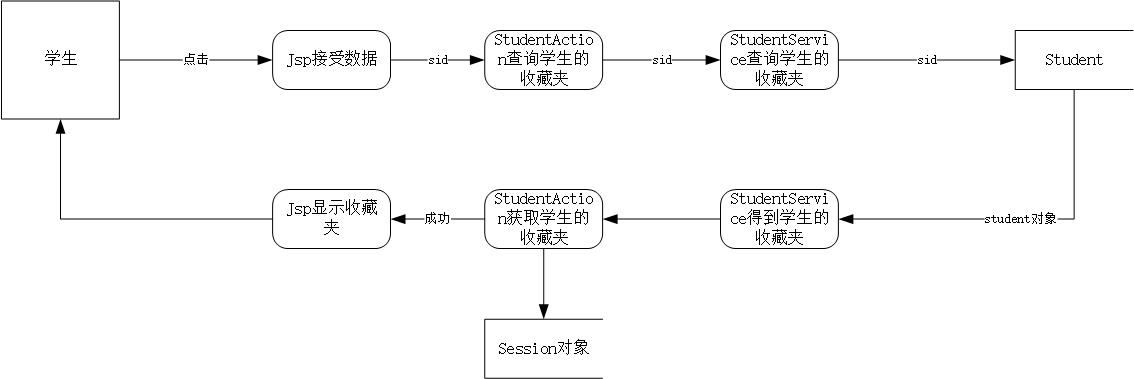 学生
点击
Jsp接受数据
sid
StudentActio
n查询学生的
收藏夹
sid
StudentServi
ce查询学生的
收藏夹
sid
Student
Jsp显示收藏
夹
成功
StudentActio
n获取学生的
收藏夹
StudentServi
ce得到学生的
收藏夹
student对象
Session对象